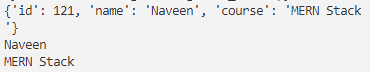 {'id': 121, 'name': 'Naveen', 'course': 'MERN Stack
'}
Naveen
MERN Stack